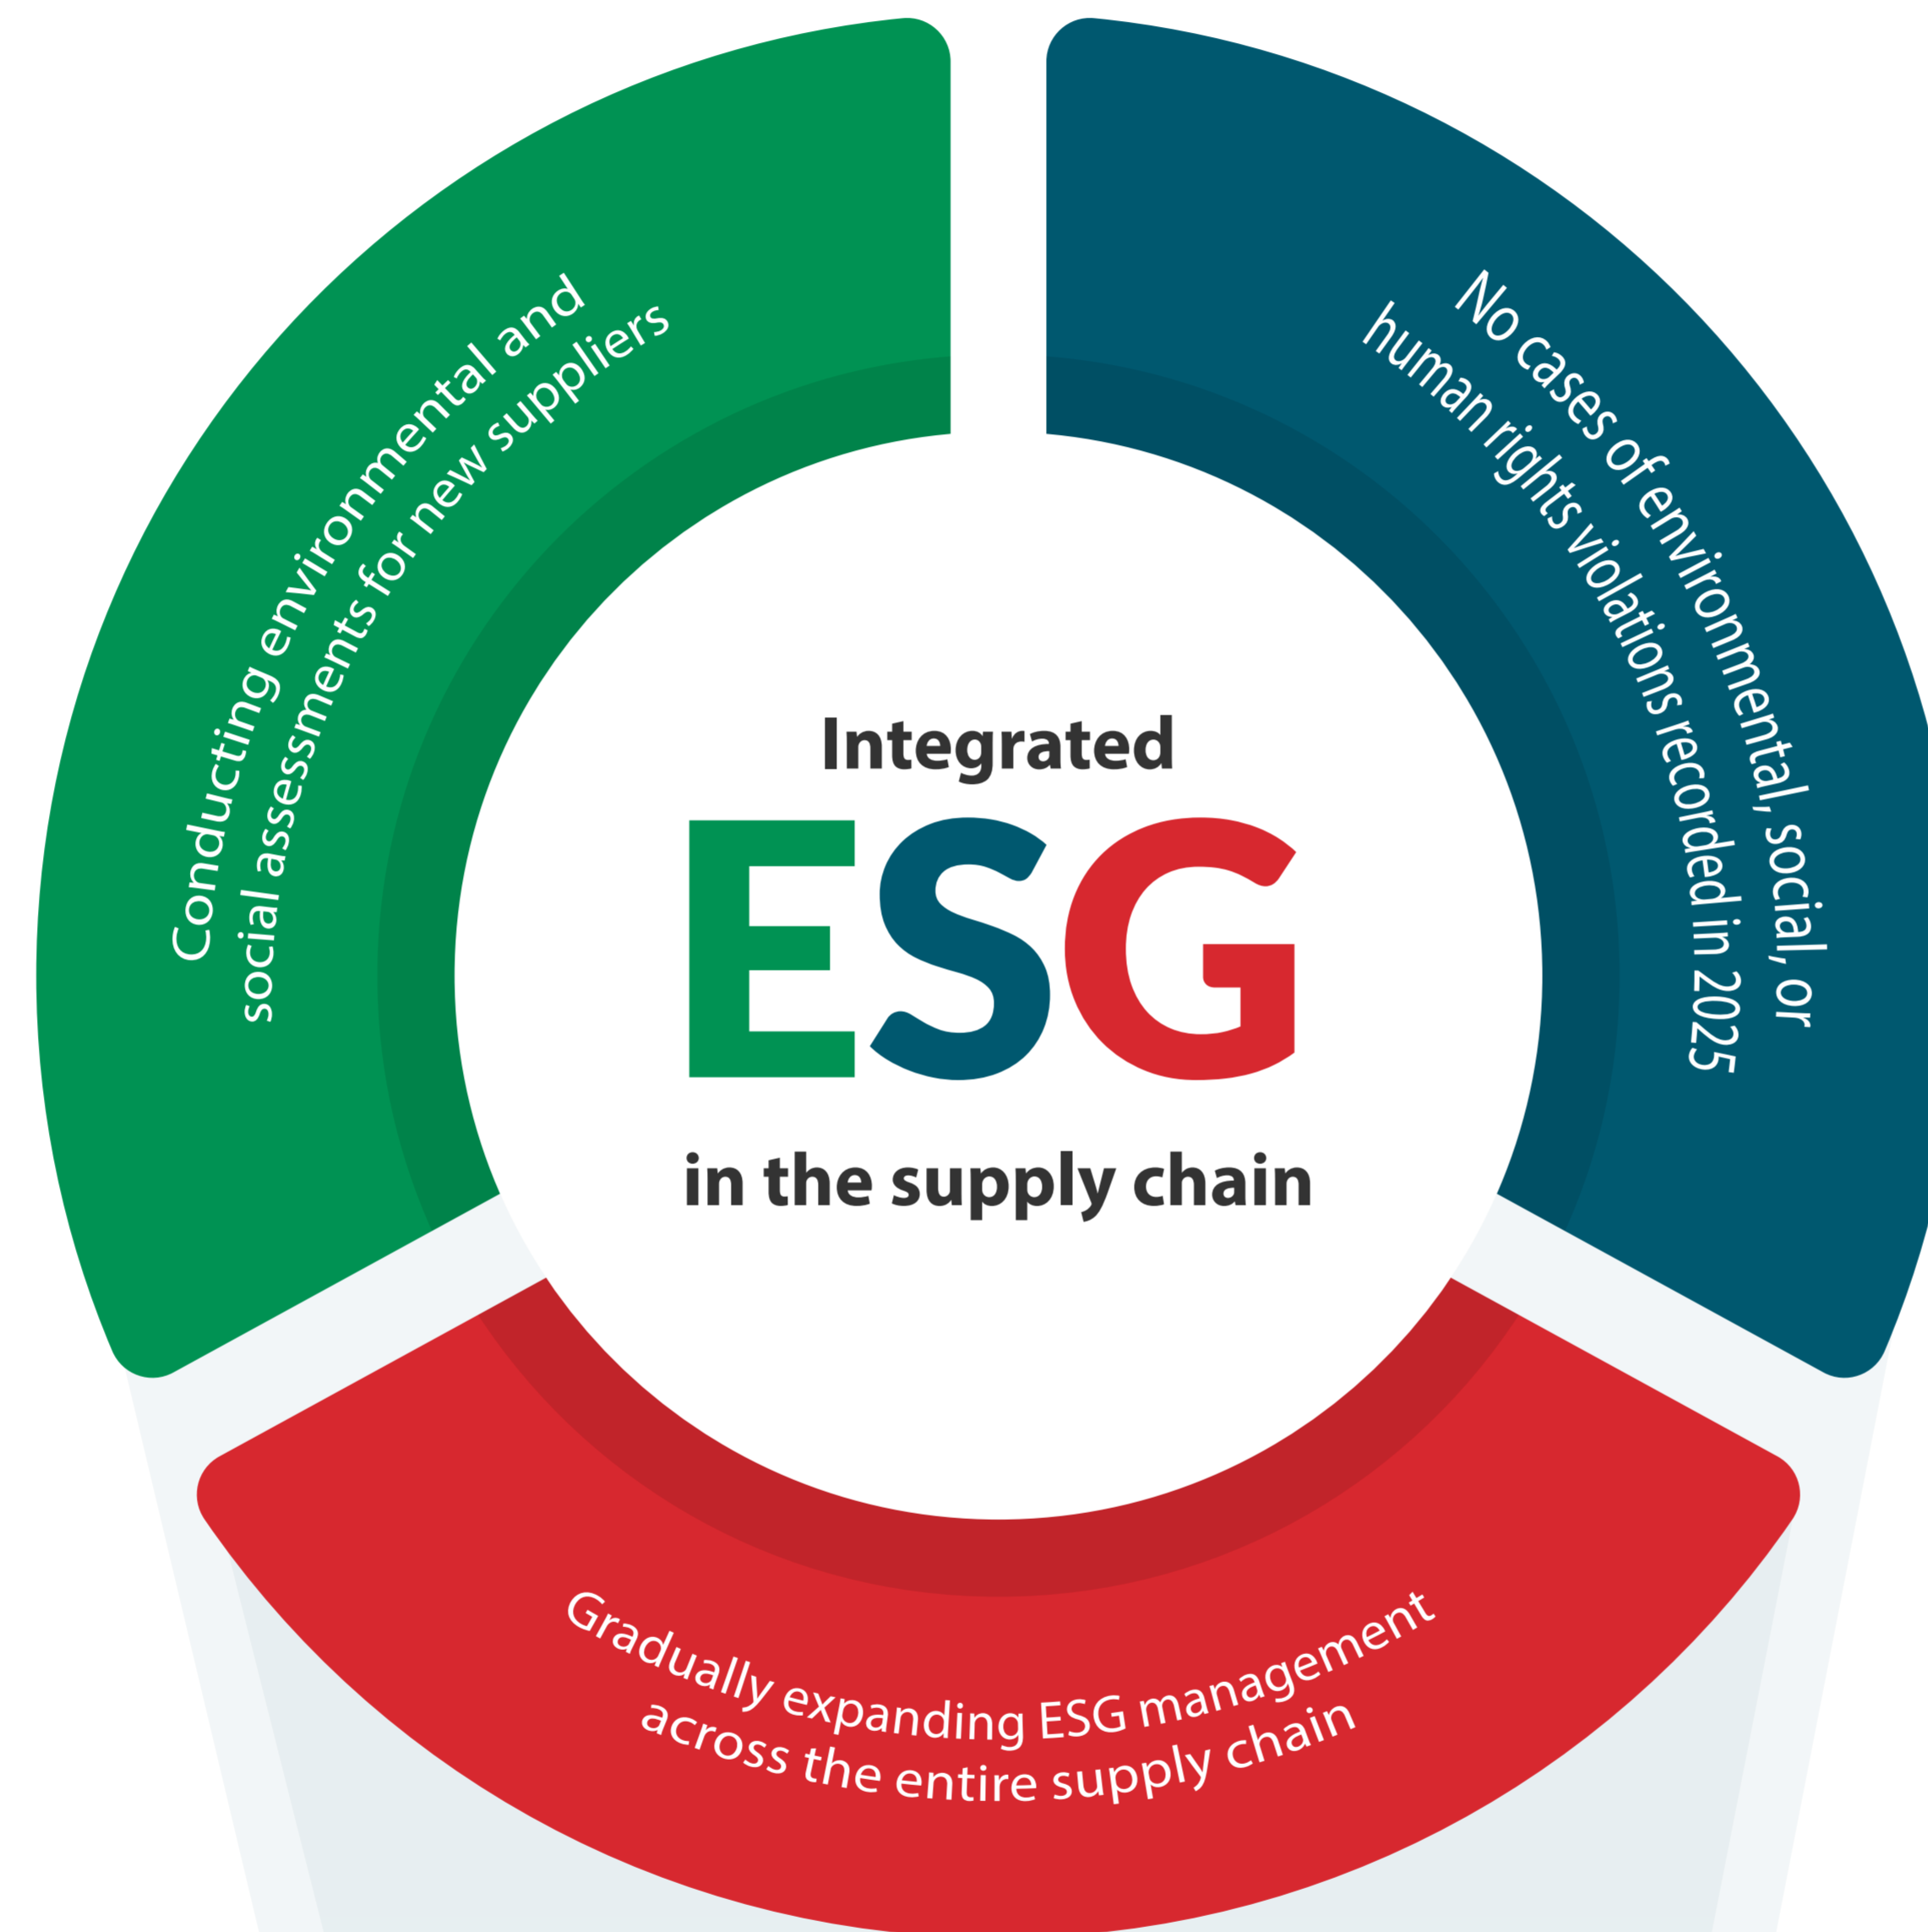 Conducting environmental and
social assessments for new suppliers
No cases of environmental, social, or
human rights violations recorded in 2025
Integrated
ESG
in the supply chain
Gradually expanding ESG management
across the entire supply chain